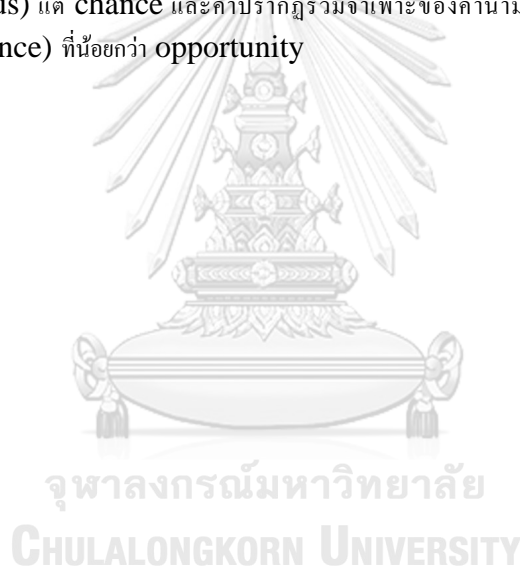 us) แต่ chance และคำปรากฏร่วมจำเพาะของคำนาม
nce) ที่น้อยกว่า opportunity
จุฬาลงกรณ์มหาวิทยาลัย
CHULALONGKORN UNIVERSITY